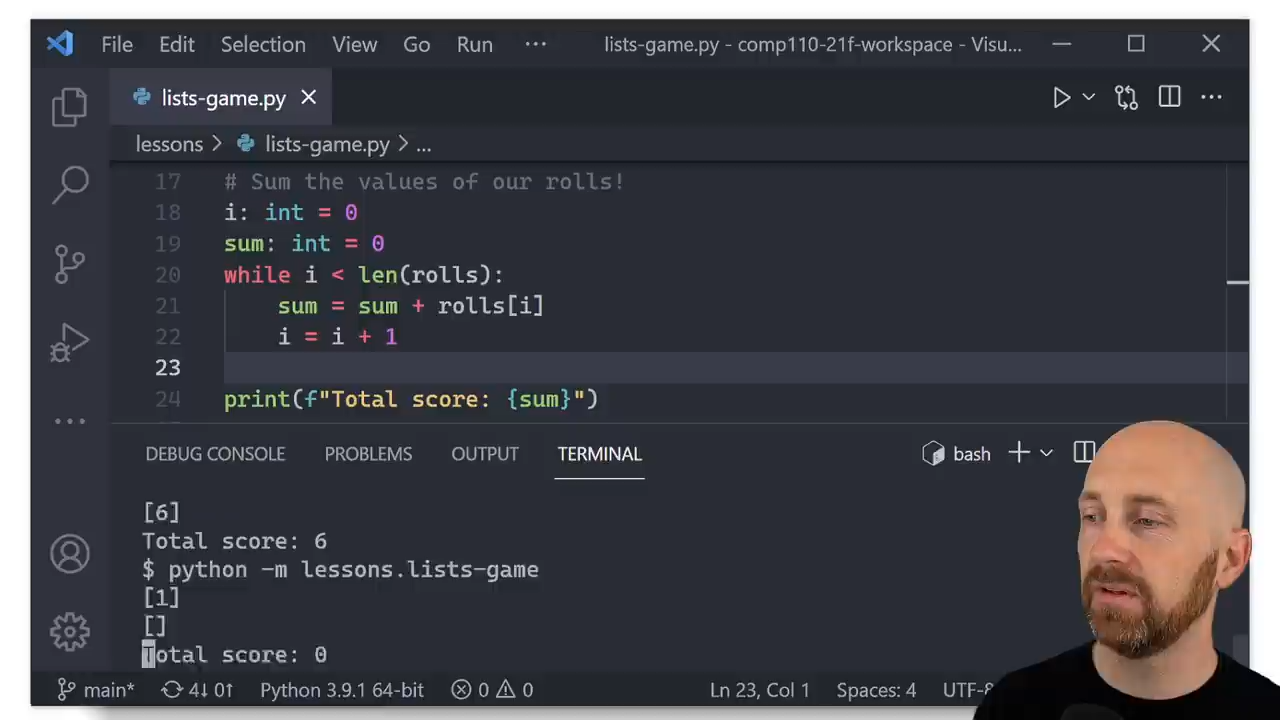 File Edit Selection View Go Run ··· lists-game.py - comp110-21f-workspace - Visu...
lists-game.py
lessons > lists-game.py > ...
17 # Sum the values of our rolls!
18 i: int = 0
19 sum: int = 0
20 while i < len(rolls):
21 sum = sum + rolls[i]
22 i = i + 1
23
24 print(f"Total score: {sum}")
DEBUG CONSOLE PROBLEMS OUTPUT TERMINAL bash
[6]
Total score: 6
$ python -m lessons.lists-game
[1]
[]
Total score: 0
main* 4↓ 0↑ Python 3.9.1 64-bit 0 0 Ln 23, Col 1 Spaces: 4 UTF-8